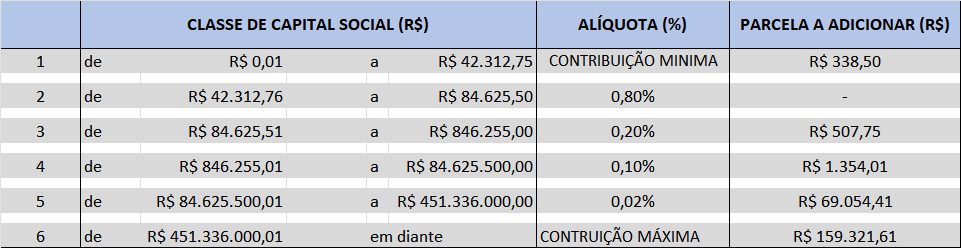 CLASSE DE CAPITAL SOCIAL (R$) ALÍQUOTA (%) PARCELA A ADICIONAR (R$)
1 de R$ 0,01 a R$ 42.312,75 CONTRIBUIÇÃO MINIMA R$ 338,50
2 de R$ 42.312,76 a R$ 84.625,50 0,80% -
3 de R$ 84.625,51 a R$ 846.255,00 0,20% R$ 507,75
4 de R$ 846.255,01 a R$ 84.625.500,00 0,10% R$ 1.354,01
5 de R$ 84.625.500,01 a R$ 451.336.000,00 0,02% R$ 69.054,41
6 de R$ 451.336.000,01 em diante CONTRUIÇÃO MÁXIMA R$ 159.321,61